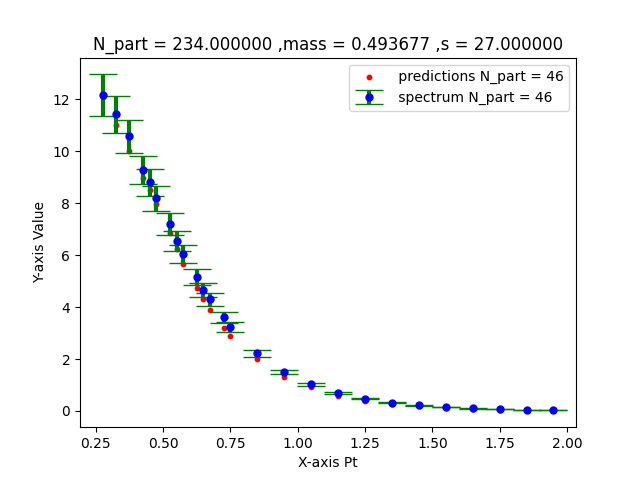 N_part = 234.000000 ,mass = 0.493677 ,s = 27.000000
predictions N_part = 46
spectrum N_part = 46
Y-axis Value
12
10
8
6
4
2
0
0.25 0.50 0.75 1.00 1.25 1.50 1.75 2.00
X-axis Pt